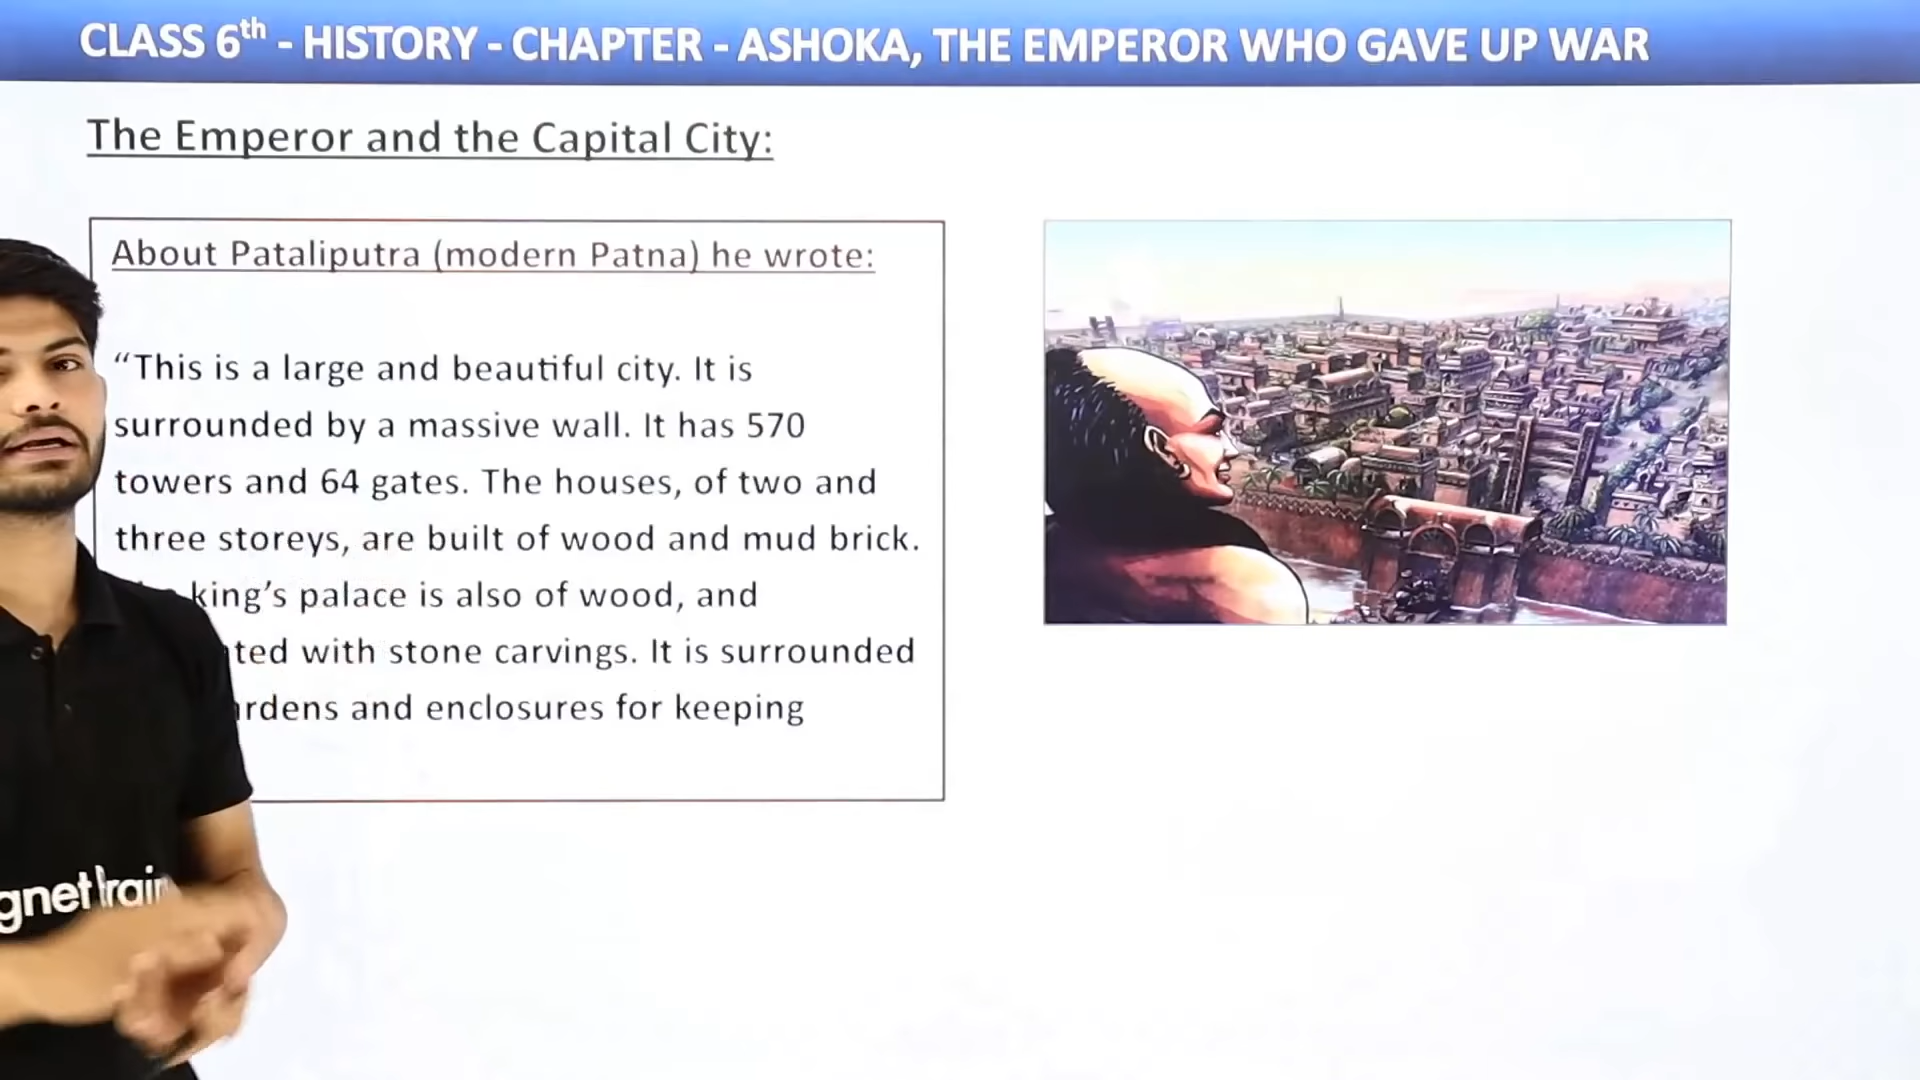 CLASS 6th - HISTORY - CHAPTER - ASHOKA, THE EMPEROR WHO GAVE UP WAR
The Emperor and the Capital City:
About Pataliputra (modern Patna) he wrote:
“This is a large and beautiful city. It is
surrounded by a massive wall. It has 570
towers and 64 gates. The houses, of two and
three storeys, are built of wood and mud brick.
king’s palace is also of wood, and
with stone carvings. It is surrounded
and enclosures for keeping